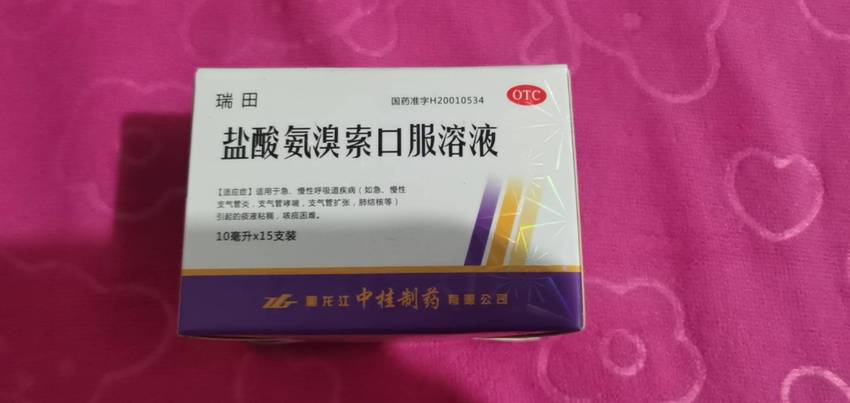 瑞田
国药准字H20010534
OTC
盐酸氨溴索口服溶液
【适应症】适用于急、慢性呼吸道疾病(如急、慢性
支气管炎,支气管哮喘,支气管扩张,肺结核等)
引起的痰液粘稠,咳痰困难。
10毫升x15支装
ZG 黑龙江中桂制药有限公司